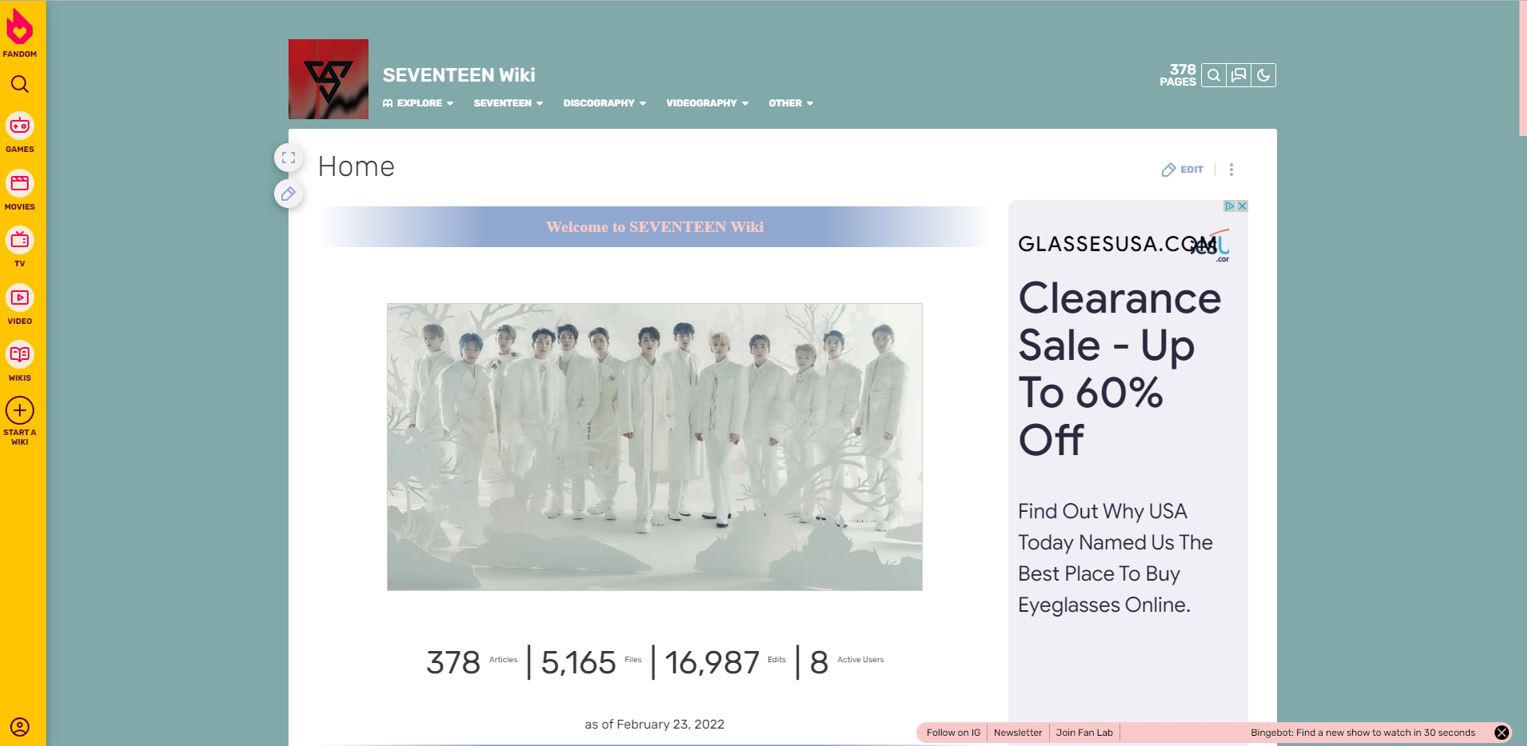 FANDOM
GAMES
MOVIES
TV
VIDEO
WIKIS
START A
WIKI
SEVENTEEN Wiki
EXPLORE SEVENTEEN DISCOGRAPHY VIDEOGRAPHY OTHER
378
PAGES
Home
EDIT
Welcome to SEVENTEEN Wiki
378 Articles | 5,165 Files | 16,987 Edits | 8 Active Users
as of February 23, 2022
GLASSESUSA.COM
Clearance
Sale - Up
To 60%
Off
Find Out Why USA
Today Named Us The
Best Place To Buy
Eyeglasses Online.
Follow on IG Newsletter Join Fan Lab Bingebot: Find a new show to watch in 30 seconds